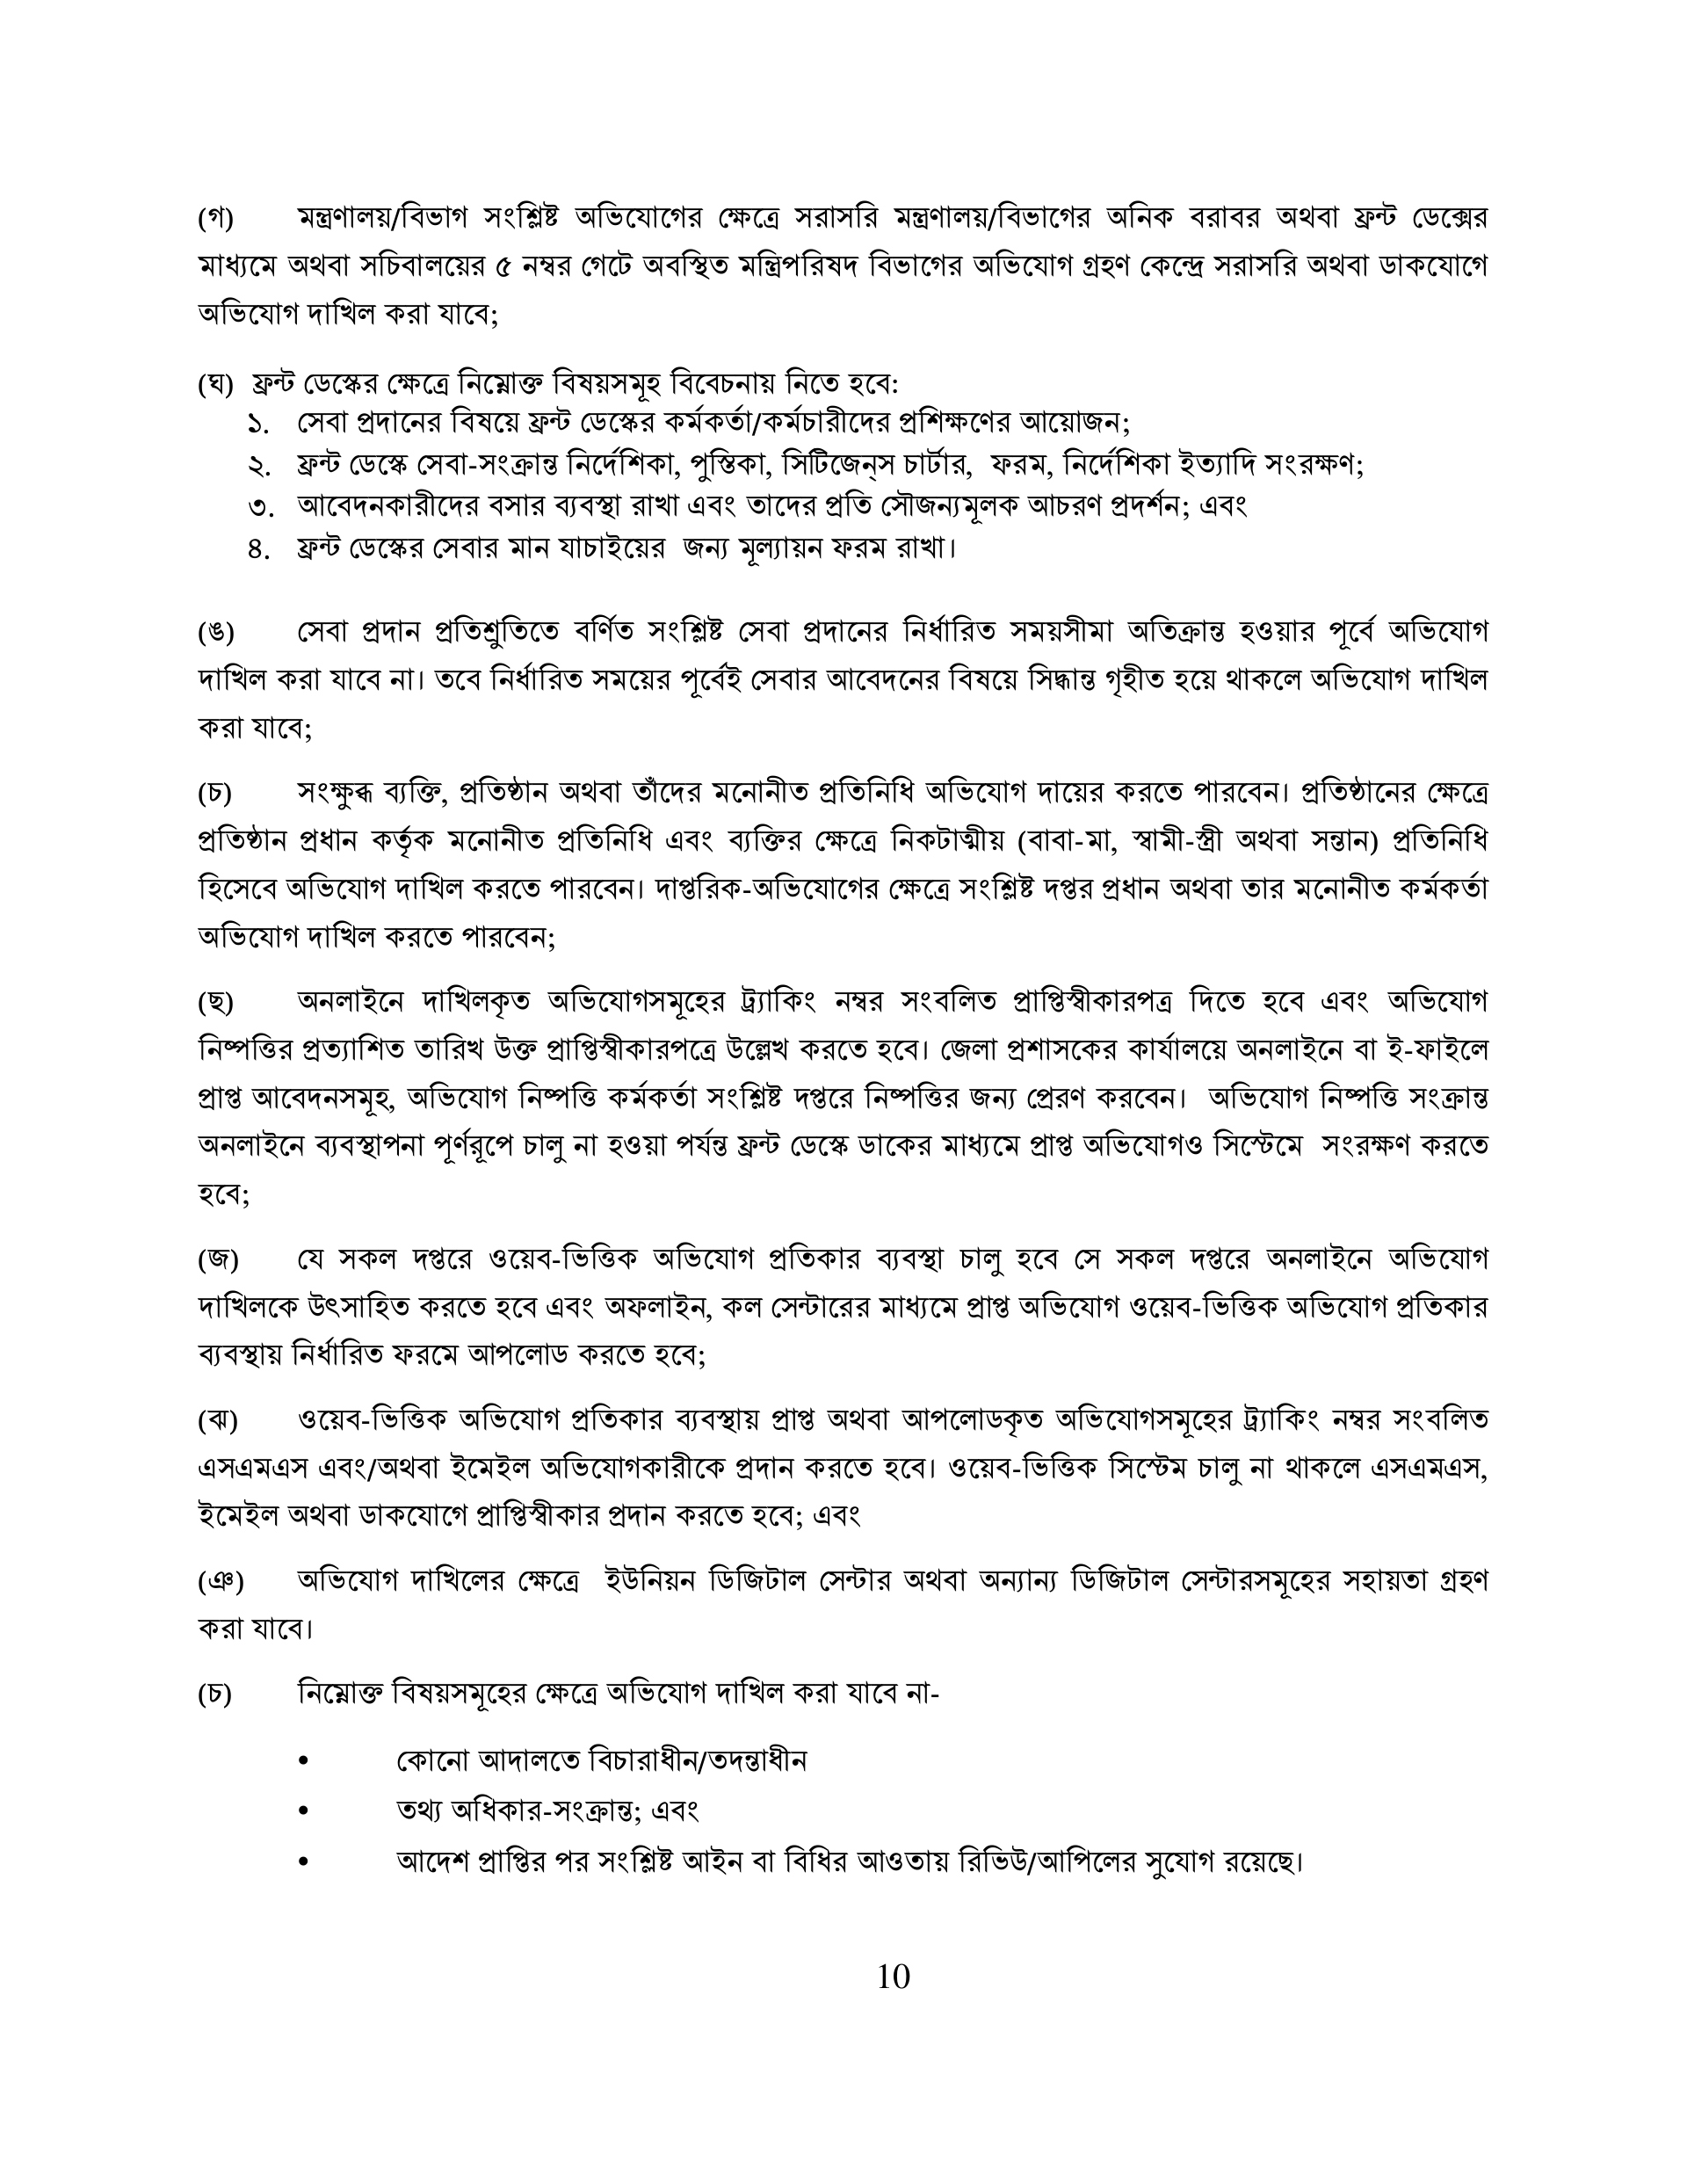 (গ) মন্ত্রণালয়/বিভাগ সংশ্লিষ্ট অভিযোগের ক্ষেত্রে সরাসরি মন্ত্রণালয়/বিভাগের অনিক বরাবর অথবা ফ্রন্ট ডেক্সের
মাধ্যমে অথবা সচিবালয়ের ৫ নম্বর গেটে অবস্থিত মন্ত্রিপরিষদ বিভাগের অভিযোগ গ্রহণ কেন্দ্রে সরাসরি অথবা ডাকযোগে
অভিযোগ দাখিল করা যাবে;
(ঘ) ফ্রন্ট ডেস্কের ক্ষেত্রে নিম্নোক্ত বিষয়সমূহ বিবেচনায় নিতে হবে:
১. সেবা প্রদানের বিষয়ে ফ্রন্ট ডেস্কের কর্মকর্তা/কর্মচারীদের প্রশিক্ষণের আয়োজন;
২. ফ্রন্ট ডেস্কে সেবা-সংক্রান্ত নির্দেশিকা, পুস্তিকা, সিটিজেন্‌স চার্টার, ফরম, নির্দেশিকা ইত্যাদি সংরক্ষণ;
৩. আবেদনকারীদের বসার ব্যবস্থা রাখা এবং তাদের প্রতি সৌজন্যমূলক আচরণ প্রদর্শন; এবং
৪. ফ্রন্ট ডেস্কের সেবার মান যাচাইয়ের জন্য মূল্যায়ন ফরম রাখা।
(ঙ) সেবা প্রদান প্রতিশ্রুতিতে বর্ণিত সংশ্লিষ্ট সেবা প্রদানের নির্ধারিত সময়সীমা অতিক্রান্ত হওয়ার পূর্বে অভিযোগ
দাখিল করা যাবে না। তবে নির্ধারিত সময়ের পূর্বেই সেবার আবেদনের বিষয়ে সিদ্ধান্ত গৃহীত হয়ে থাকলে অভিযোগ দাখিল
করা যাবে;
(চ) সংক্ষুব্ধ ব্যক্তি, প্রতিষ্ঠান অথবা তাঁদের মনোনীত প্রতিনিধি অভিযোগ দায়ের করতে পারবেন। প্রতিষ্ঠানের ক্ষেত্রে
প্রতিষ্ঠান প্রধান কর্তৃক মনোনীত প্রতিনিধি এবং ব্যক্তির ক্ষেত্রে নিকটাত্মীয় (বাবা-মা, স্বামী-স্ত্রী অথবা সন্তান) প্রতিনিধি
হিসেবে অভিযোগ দাখিল করতে পারবেন। দাপ্তরিক-অভিযোগের ক্ষেত্রে সংশ্লিষ্ট দপ্তর প্রধান অথবা তার মনোনীত কর্মকর্তা
অভিযোগ দাখিল করতে পারবেন;
(ছ) অনলাইনে দাখিলকৃত অভিযোগসমূহের ট্র্যাকিং নম্বর সংবলিত প্রাপ্তিস্বীকারপত্র দিতে হবে এবং অভিযোগ
নিষ্পত্তির প্রত্যাশিত তারিখ উক্ত প্রাপ্তিস্বীকারপত্রে উল্লেখ করতে হবে। জেলা প্রশাসকের কার্যালয়ে অনলাইনে বা ই-ফাইলে
প্রাপ্ত আবেদনসমূহ, অভিযোগ নিষ্পত্তি কর্মকর্তা সংশ্লিষ্ট দপ্তরে নিষ্পত্তির জন্য প্রেরণ করবেন। অভিযোগ নিষ্পত্তি সংক্রান্ত
অনলাইনে ব্যবস্থাপনা পূর্ণরূপে চালু না হওয়া পর্যন্ত ফ্রন্ট ডেস্কে ডাকের মাধ্যমে প্রাপ্ত অভিযোগও সিস্টেমে সংরক্ষণ করতে
হবে;
(জ) যে সকল দপ্তরে ওয়েব-ভিত্তিক অভিযোগ প্রতিকার ব্যবস্থা চালু হবে সে সকল দপ্তরে অনলাইনে অভিযোগ
দাখিলকে উৎসাহিত করতে হবে এবং অফলাইন, কল সেন্টারের মাধ্যমে প্রাপ্ত অভিযোগ ওয়েব-ভিত্তিক অভিযোগ প্রতিকার
ব্যবস্থায় নির্ধারিত ফরমে আপলোড করতে হবে;
(ঝ) ওয়েব-ভিত্তিক অভিযোগ প্রতিকার ব্যবস্থায় প্রাপ্ত অথবা আপলোডকৃত অভিযোগসমূহের ট্র্যাকিং নম্বর সংবলিত
এসএমএস এবং/অথবা ইমেইল অভিযোগকারীকে প্রদান করতে হবে। ওয়েব-ভিত্তিক সিস্টেম চালু না থাকলে এসএমএস,
ইমেইল অথবা ডাকযোগে প্রাপ্তিস্বীকার প্রদান করতে হবে; এবং
(ঞ) অভিযোগ দাখিলের ক্ষেত্রে ইউনিয়ন ডিজিটাল সেন্টার অথবা অন্যান্য ডিজিটাল সেন্টারসমূহের সহায়তা গ্রহণ
করা যাবে।
(চ) নিম্নোক্ত বিষয়সমূহের ক্ষেত্রে অভিযোগ দাখিল করা যাবে না-
• কোনো আদালতে বিচারাধীন/তদন্তাধীন
• তথ্য অধিকার-সংক্রান্ত; এবং
• আদেশ প্রাপ্তির পর সংশ্লিষ্ট আইন বা বিধির আওতায় রিভিউ/আপিলের সুযোগ রয়েছে।
10